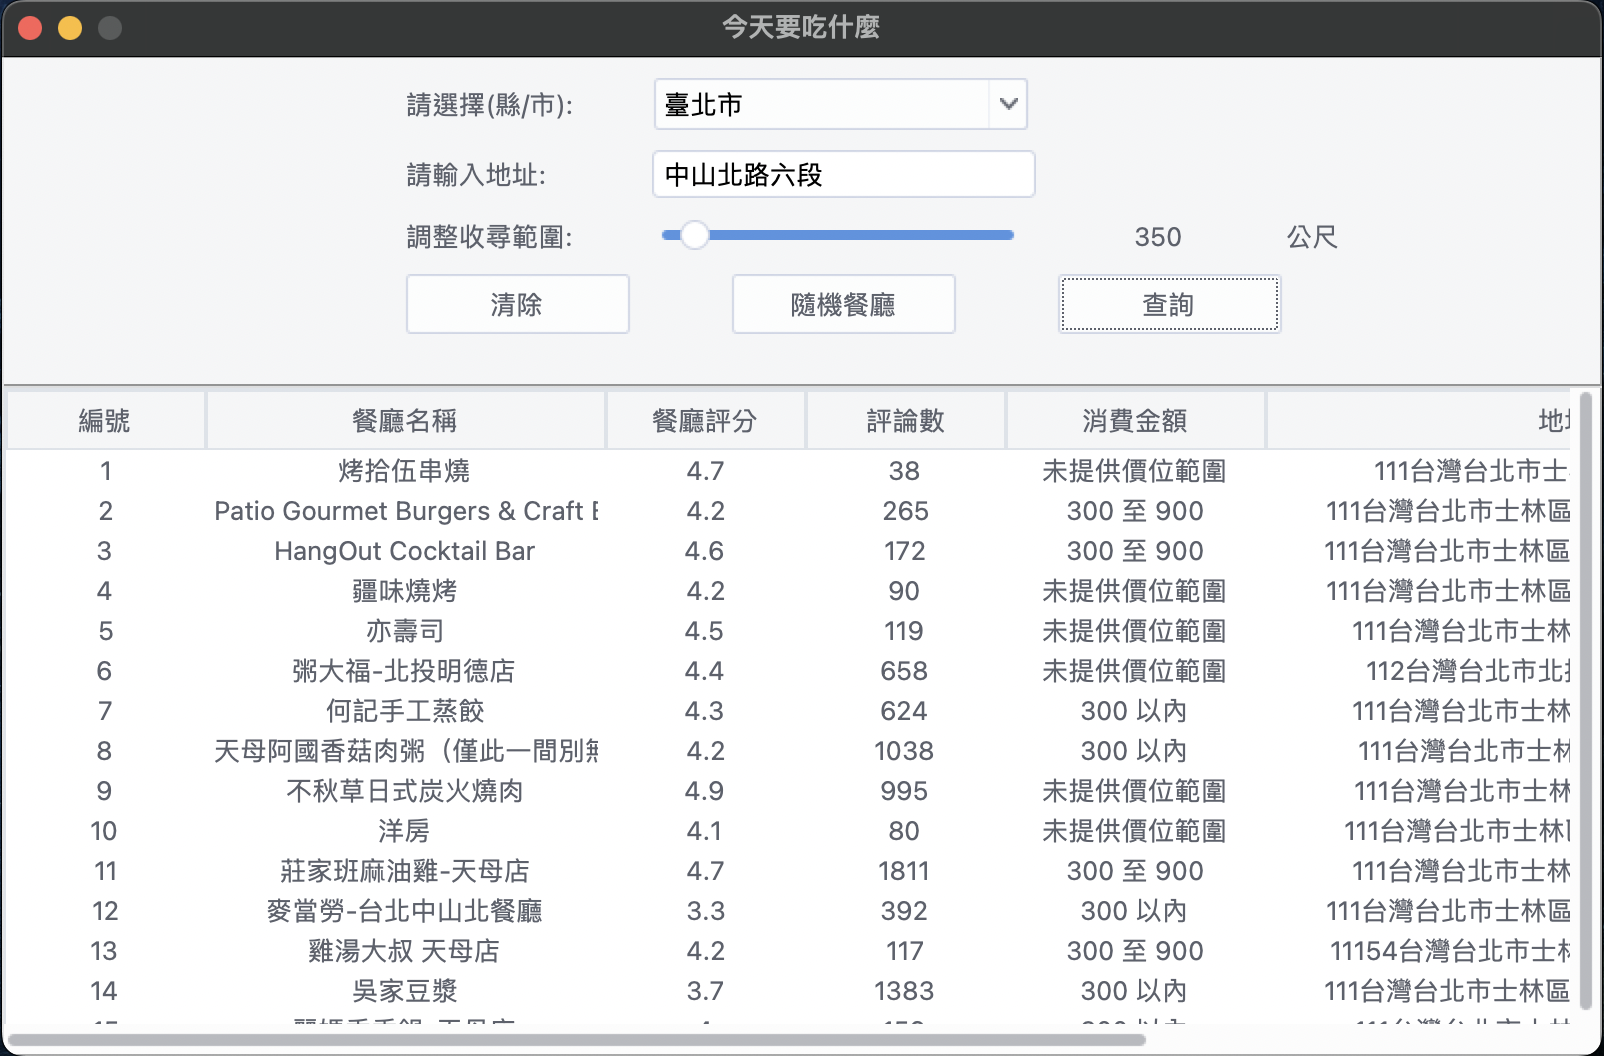 今天要吃什麼
請選擇(縣/市): 臺北市
請輸入地址: 中山北路六段
調整收尋範圍: 350 公尺
清除 隨機餐廳 查詢
編號 餐廳名稱 餐廳評分 評論數 消費金額 地
1 烤拾伍串燒 4.7 38 未提供價位範圍 111台灣台北市士
2 Patio Gourmet Burgers & Craft 4.2 265 300 至 900 111台灣台北市士林區
3 HangOut Cocktail Bar 4.6 172 300 至 900 111台灣台北市士林區
4 疆味燒烤 4.2 90 未提供價位範圍 111台灣台北市士林區
5 亦壽司 4.5 119 未提供價位範圍 111台灣台北市士林
6 粥大福-北投明德店 4.4 658 未提供價位範圍 112台灣台北市北
7 何記手工蒸餃 4.3 624 300 以內 111台灣台北市士林
8 天母阿國香菇肉粥（僅此一間別 4.2 1038 300 以內 111台灣台北市士林
9 不秋草日式炭火燒肉 4.9 995 未提供價位範圍 111台灣台北市士林
10 洋房 4.1 80 未提供價位範圍 111台灣台北市士林
11 莊家班麻油雞-天母店 4.7 1811 300 至 900 111台灣台北市士林
12 麥當勞-台北中山北餐廳 3.3 392 300 以內 111台灣台北市士林區
13 雞湯大叔 天母店 4.2 117 300 至 900 11154台灣台北市士林
14 吳家豆漿 3.7 1383 300 以內 111台灣台北市士林區